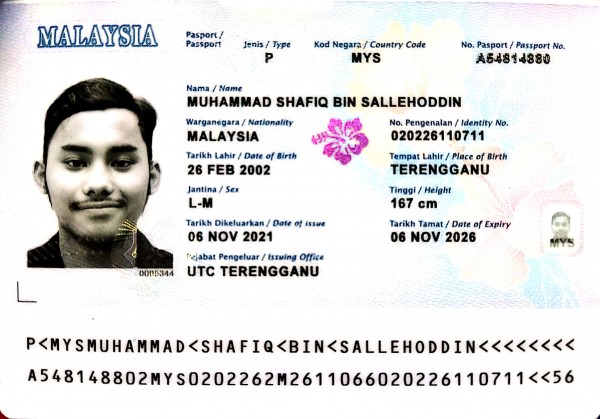 MALAYSIA
Pasport / Passport
Jenis / Type
Kod Negara / Country Code
No. Pasport / Passport No.
P
MYS
A54814880
Nama / Name
MUHAMMAD SHAFIQ BIN SALLEHODDIN
Warganegara / Nationality
No. Pengenalan / Identity No.
MALAYSIA
020226110711
Tarikh Lahir / Date of Birth
Tempat Lahir / Place of Birth
26 FEB 2002
TERENGGANU
Jantina / Sex
Tinggi / Height
L-M
167 cm
Tarikh Dikeluarkan / Date of issue
Tarikh Tamat / Date of Expiry
06 NOV 2021
06 NOV 2026
MYS
Pejabat Pengeluar / Issuing Office
UTC TERENGGANU
P<MYSMUHAMMAD<SHAFIQ<BIN<SALLEHODDIN<<<<<<<<
A548148802MYS0202262M2611066020226110711<<56